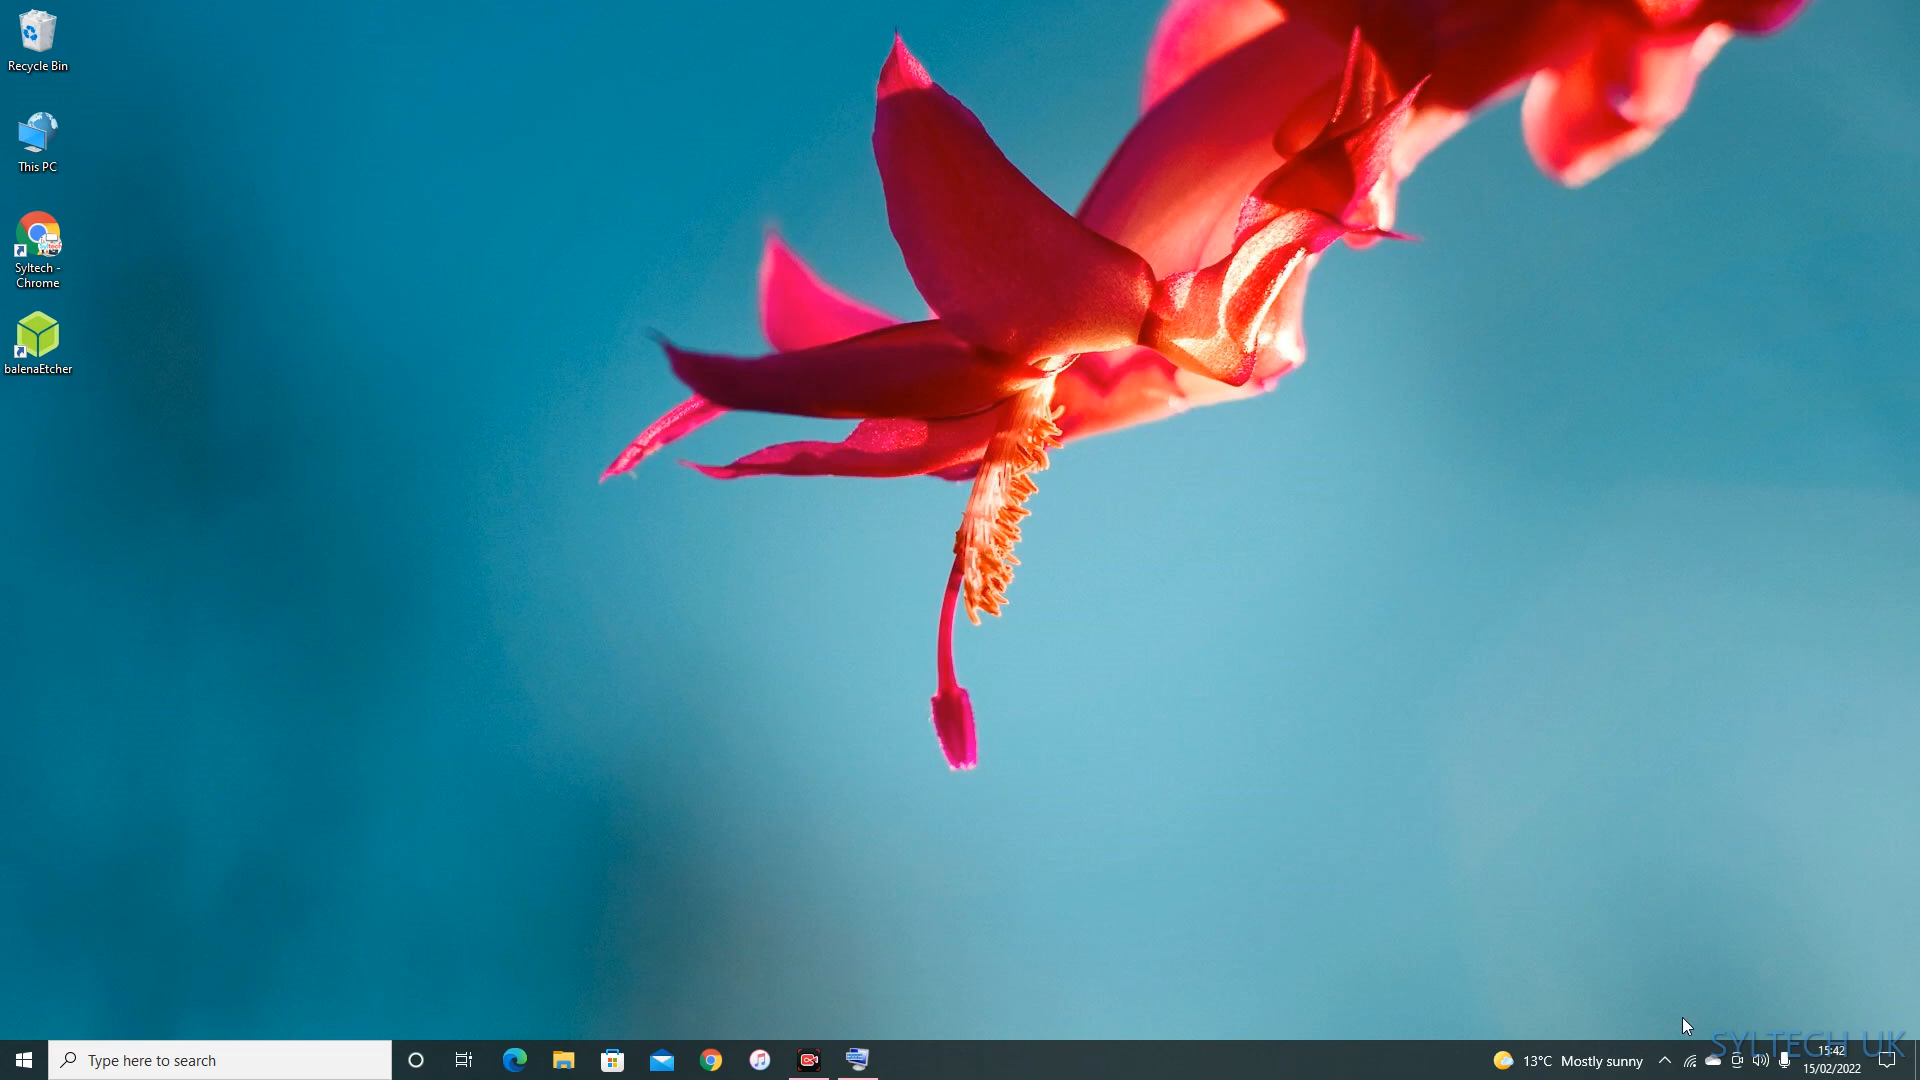 Recycle Bin
This PC
Syltech -
Chrome
balenaEtcher
Type here to search
13°C Mostly sunny
SYLTECH UK
15:42
15/02/2022